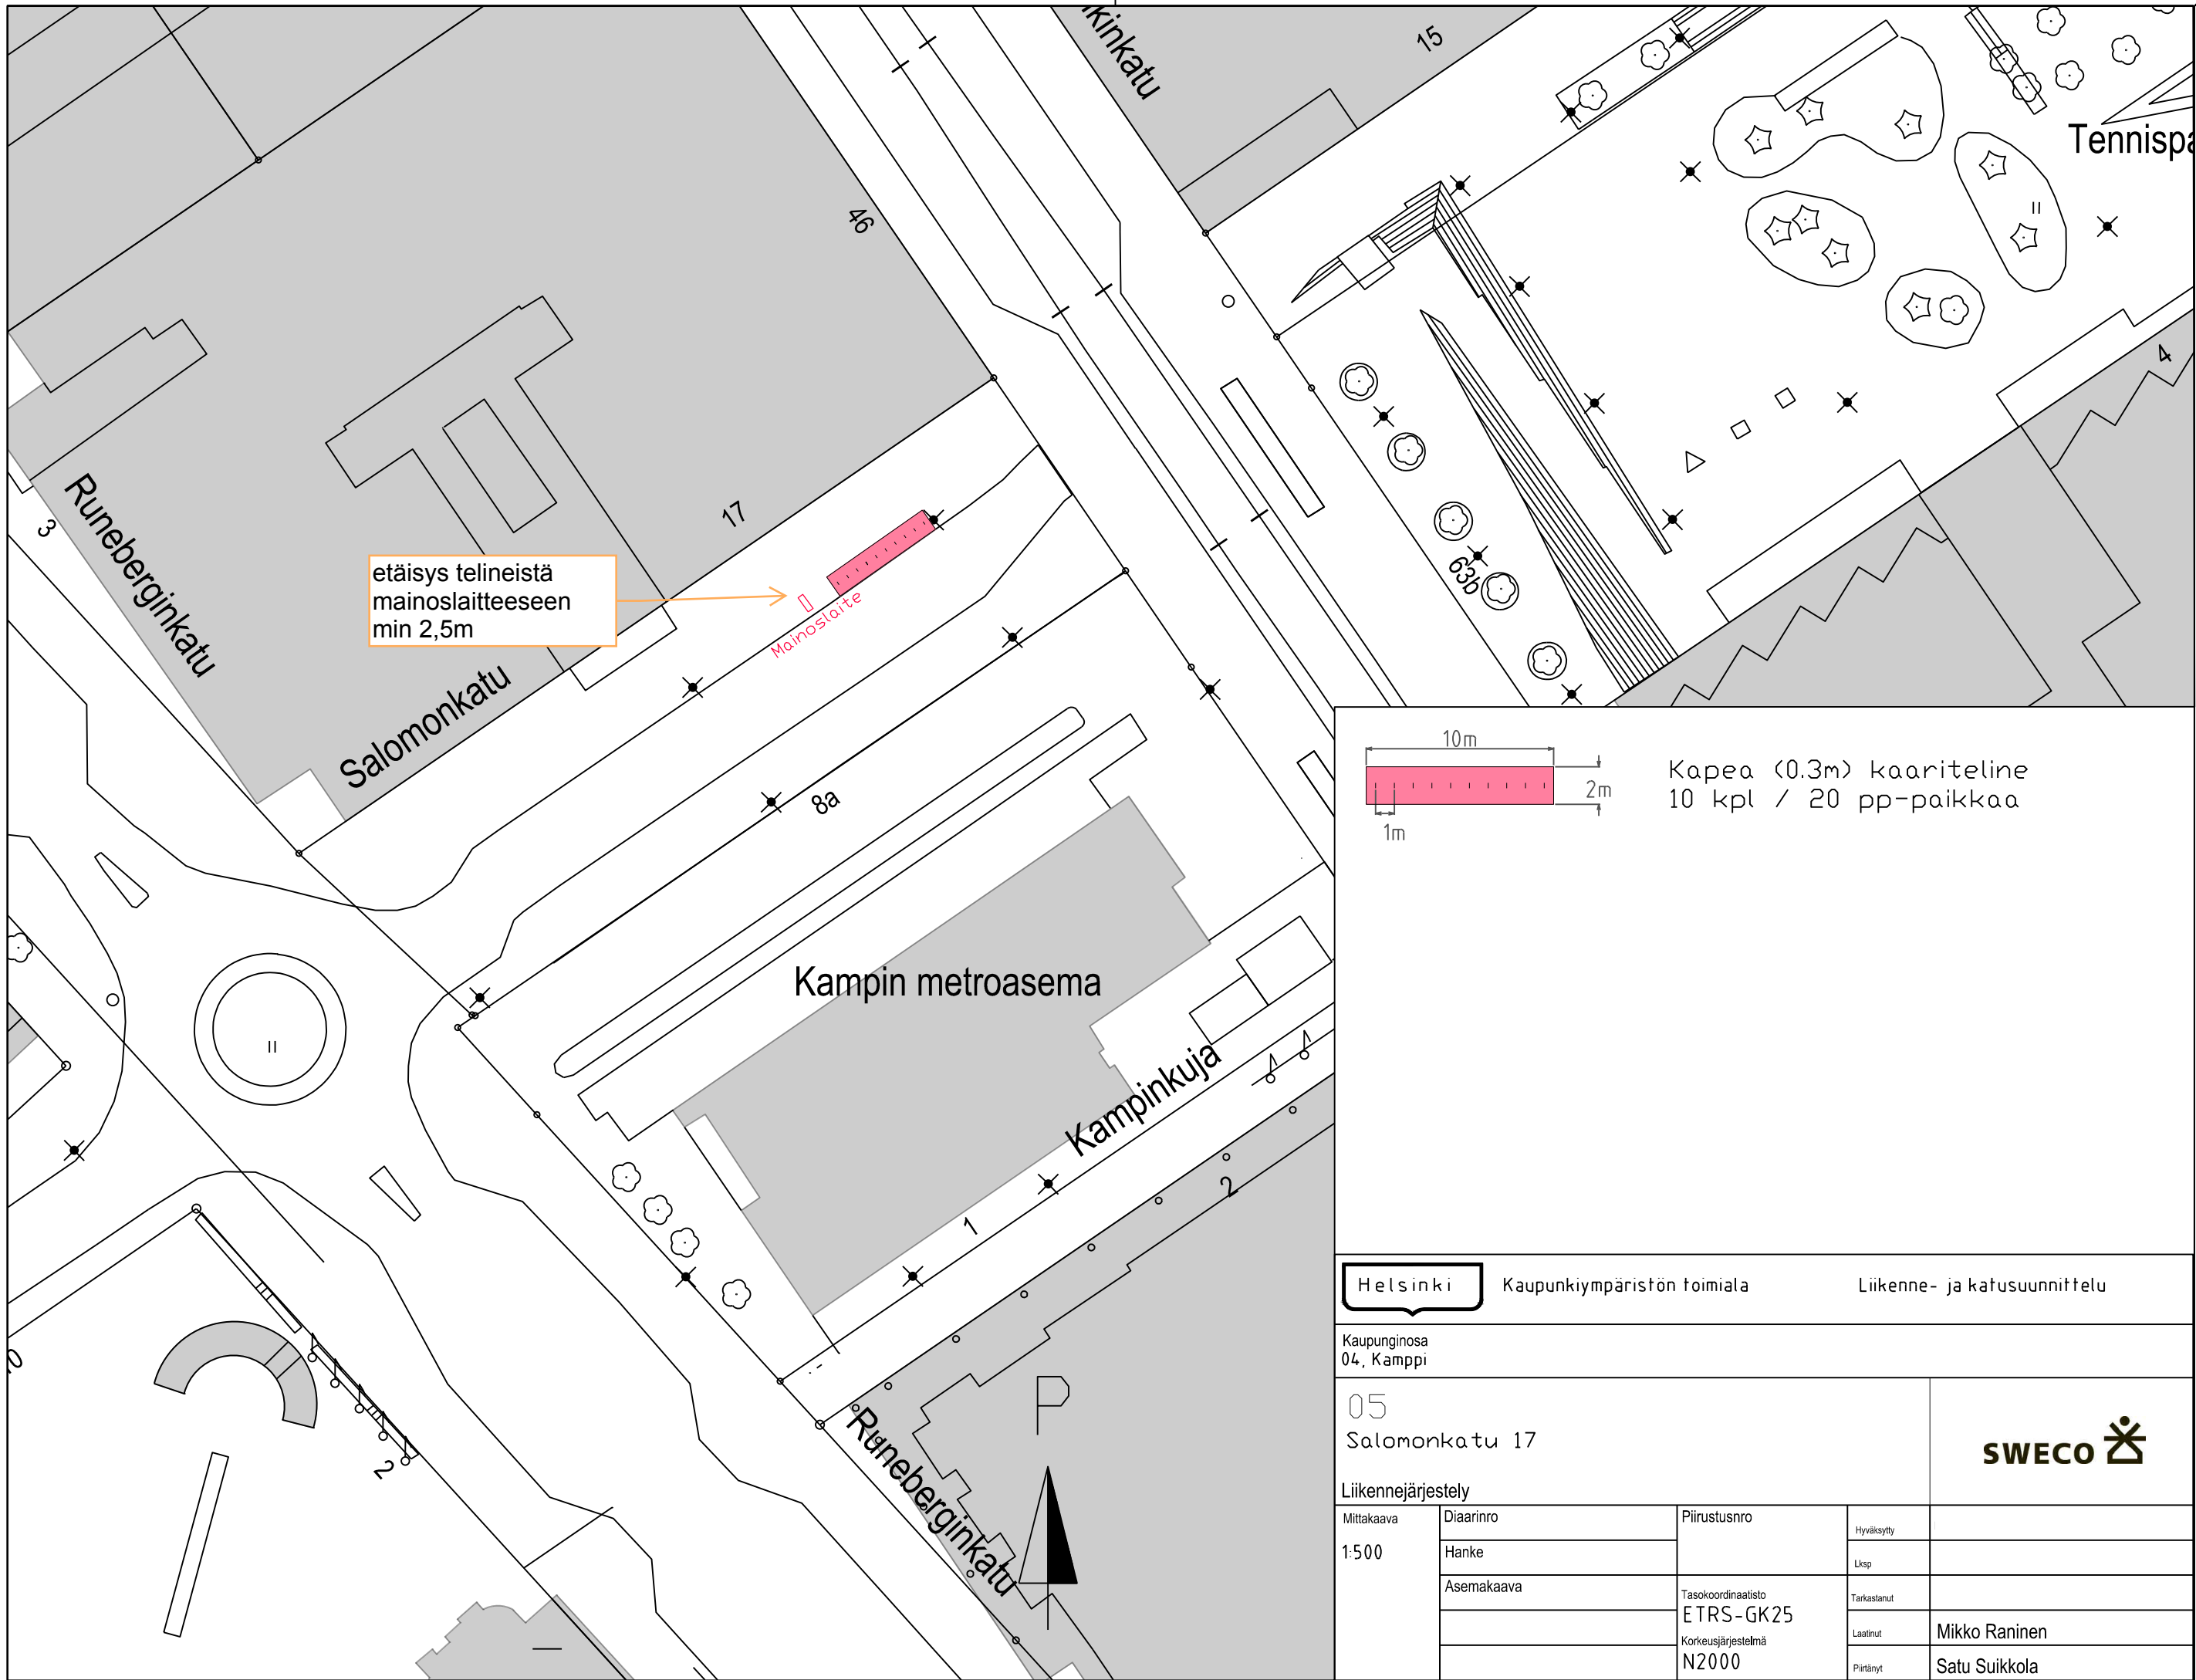 kinkatu
15
Tennispa
46
4
17
3
Runeberginkatu
etäisys telineistä
mainoslaitteeseen
min 2,5m
Mainoslaite
63b
Salomonkatu
8a
10m
2m
1m
Kapea (0.3m) kaariteline
10 kpl / 20 pp-paikkaa
Kampin metroasema
Kampinkuja
2
1
P
Runeberginkatu
2
Helsinki
Kaupunkiympäristön toimiala
Liikenne- ja katusuunnittelu
Kaupunginosa
04, Kamppi
05
Salomonkatu 17
Liikennejärjestely
SWECO
Mittakaava
1:500
Diaarinro
Hanke
Asemakaava
Piirustusnro
Tasokoordinaatisto
ETRS-GK25
Korkeusjärjestelmä
N2000
Hyväksytty
Lksp
Tarkastanut
Laatinut
Mikko Raninen
Piirtänyt
Satu Suikkola